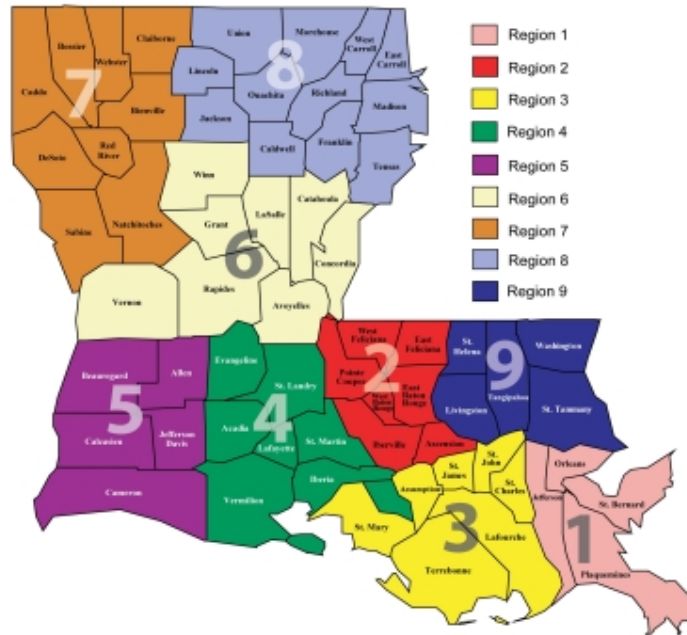 Union
Morehouse
West
Carroll
East
Carroll
Claiborne
Bossier
Webster
Lincoln
8
7
Caddo
Ouachita
Richland
Madison
Bienville
Jackson
Caldwell
Franklin
Tensas
DeSoto
Red
River
Winn
Catahoula
LaSalle
Grant
Natchitoches
Sabine
6
Concordia
Rapides
Vernon
Avoyelles
West
Feliciana
East
Feliciana
St.
Helena
Washington
Evangeline
Pointe
Coupee
2
9
Beauregard
Allen
St. Landry
West
Baton
Rouge
East
Baton
Rouge
Tangipahoa
Livingston
St. Tammany
5
4
Acadia
Calcasieu
Jefferson
Davis
Lafayette
St. Martin
Iberville
Ascension
Cameron
Vermilion
Iberia
Assumption
St.
James
St.
John
St.
Charles
Orleans
Jefferson
St. Bernard
St. Mary
3
Lafourche
1
Terrebonne
Plaquemines
Region 1
Region 2
Region 3
Region 4
Region 5
Region 6
Region 7
Region 8
Region 9